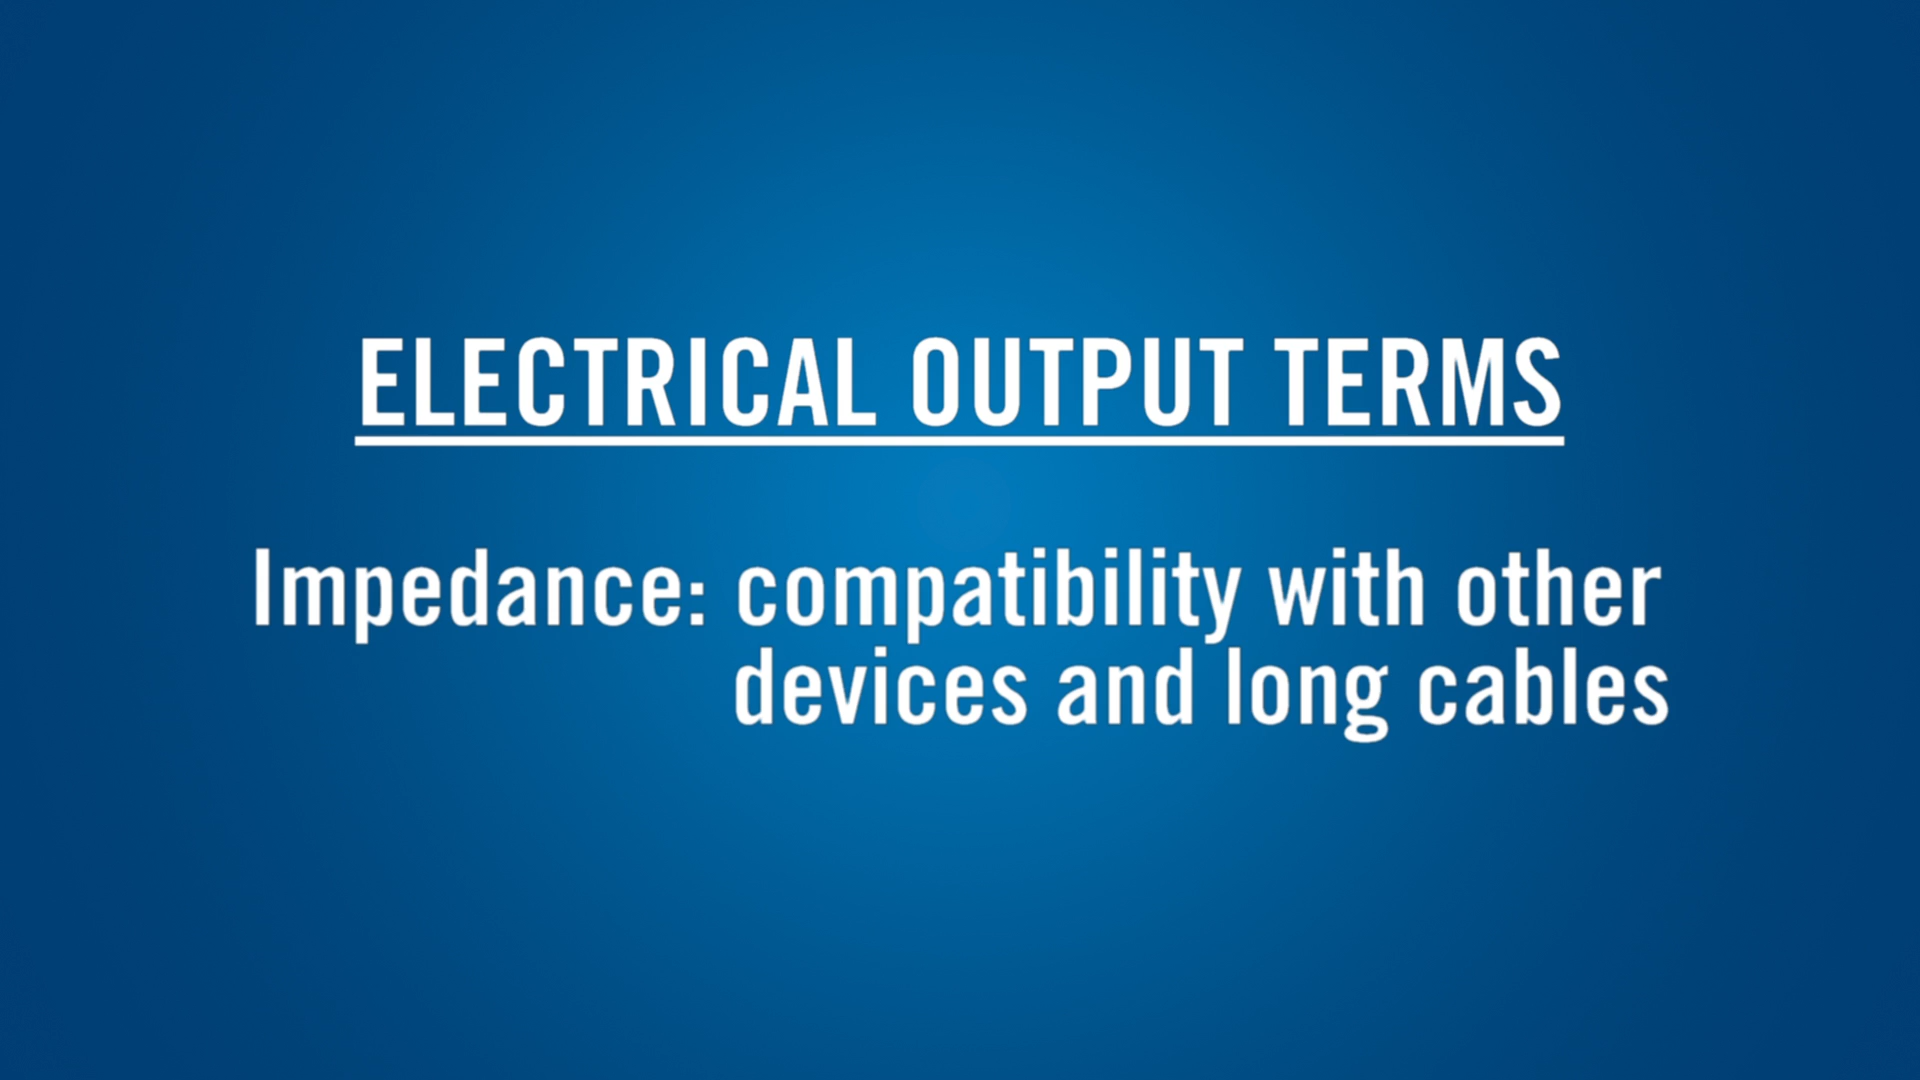 ELECTRICAL OUTPUT TERMS
Impedance: compatibility with other
devices and long cables